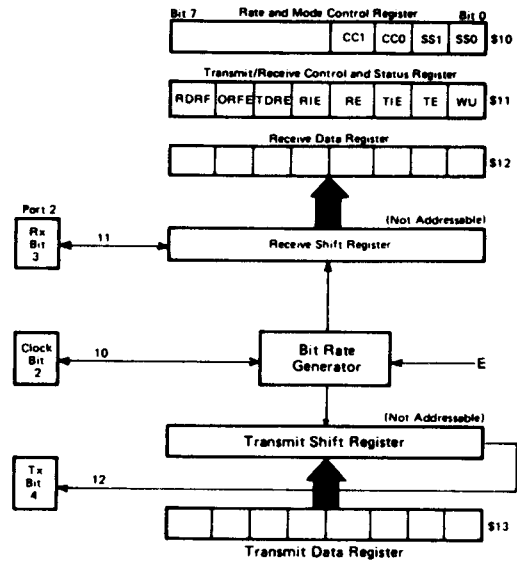 Bit 7 Rate and Mode Control Register Bit 0
CC1 CC0 SS1 SS0 $10
Transmit/Receive Control and Status Register
RDRF ORFE TDRE RIE RE TIE TE WU $11
Receive Data Register
$12
Port 2
(Not Addressable)
Rx
Bit
3
11
Receive Shift Register
Clock
Bit
2
10
Bit Rate
Generator
E
(Not Addressable)
Transmit Shift Register
Tx
Bit
4
12
$13
Transmit Data Register